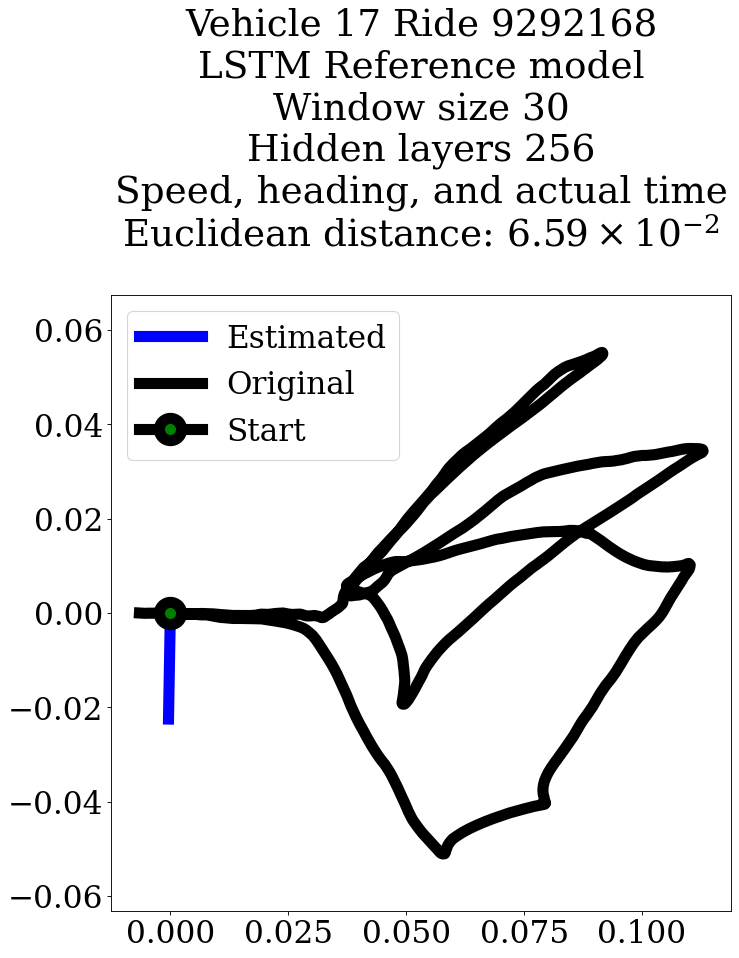 Vehicle 17 Ride 9292168
LSTM Reference model
Window size 30
Hidden layers 256
Speed, heading, and actual time
Euclidean distance: 6.59 × 10⁻²
Estimated
Original
Start
0.06
0.04
0.02
0.00
−0.02
−0.04
−0.06
0.000 0.025 0.050 0.075 0.100